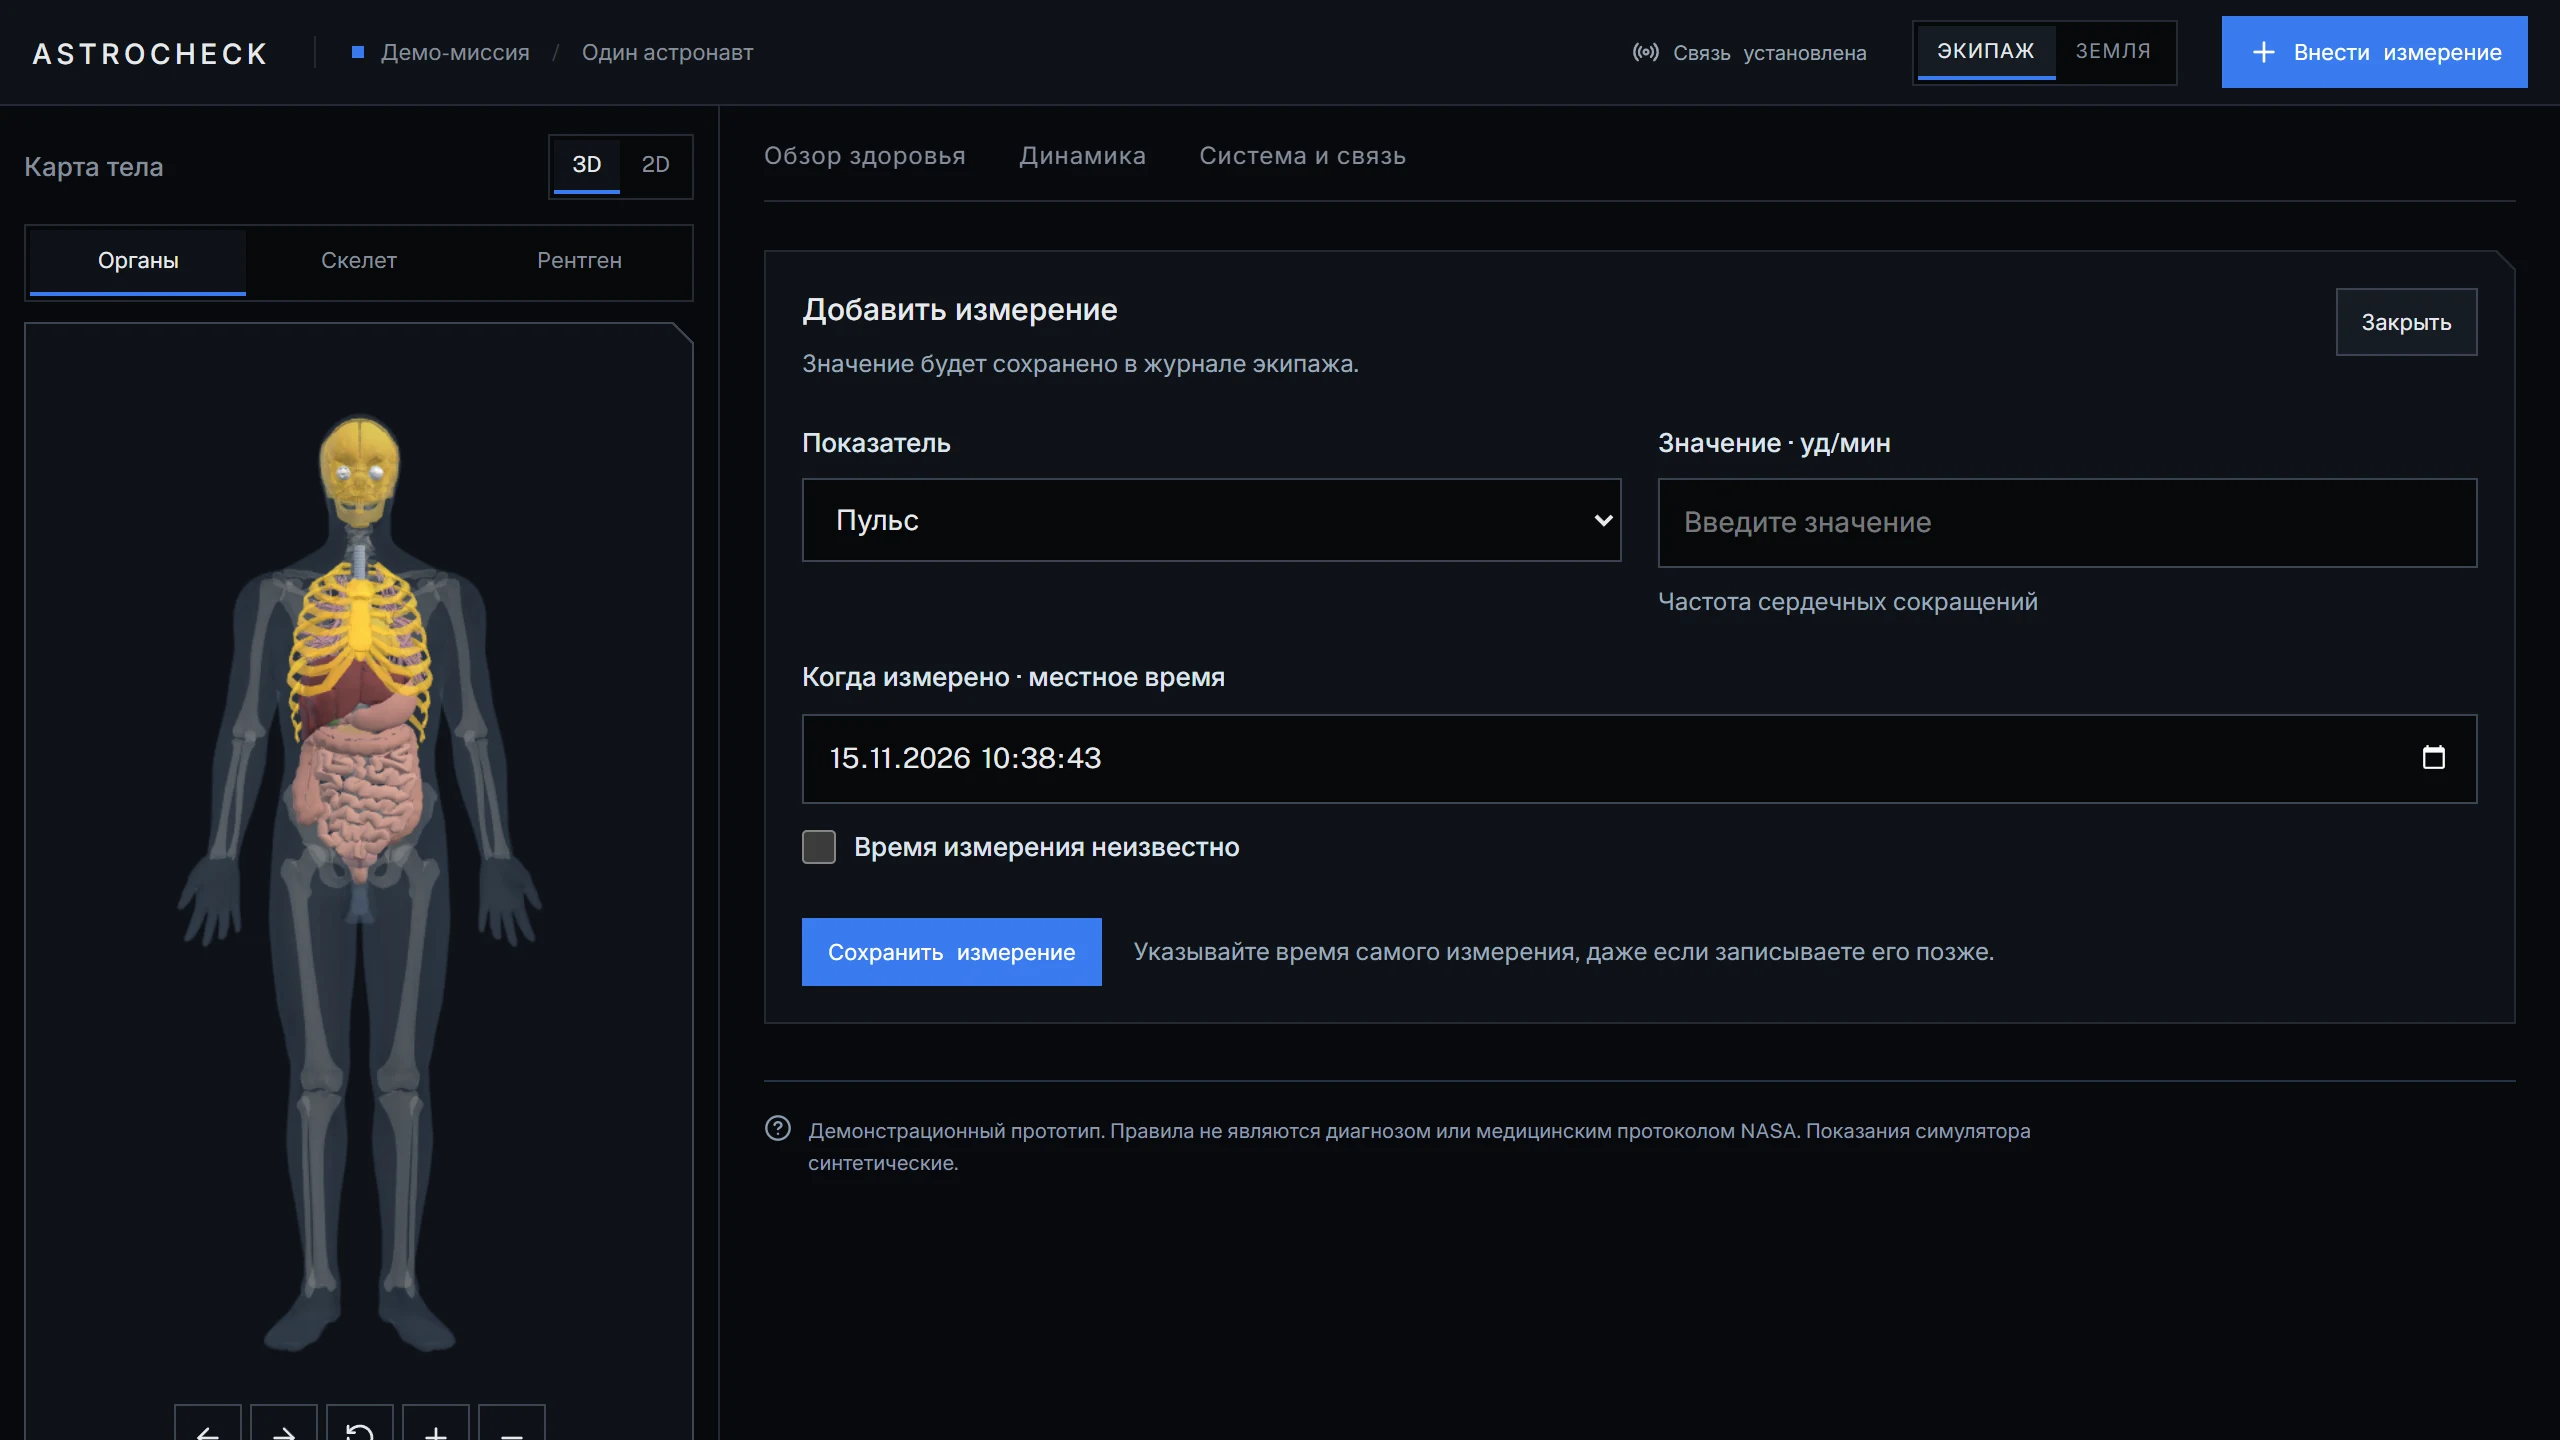 ASTROCHECK
Демо-миссия / Один астронавт
Связь установлена
ЭКИПАЖ
ЗЕМЛЯ
+ Внести измерение
Карта тела
3D
2D
Органы
Скелет
Рентген
Обзор здоровья
Динамика
Система и связь
Добавить измерение
Закрыть
Значение будет сохранено в журнале экипажа.
Показатель
Пульс
Значение · уд/мин
Введите значение
Частота сердечных сокращений
Когда измерено · местное время
15.11.2026 10:38:43
Время измерения неизвестно
Сохранить измерение
Указывайте время самого измерения, даже если записываете его позже.
Демонстрационный прототип. Правила не являются диагнозом или медицинским протоколом NASA. Показания симулятора
синтетические.